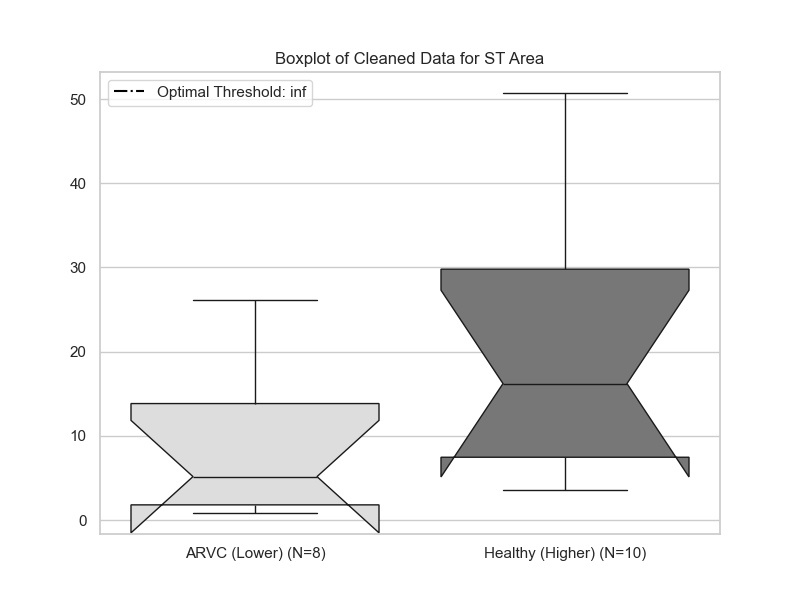 Boxplot of Cleaned Data for ST Area
Optimal Threshold: inf
50
40
30
20
10
0
ARVC (Lower) (N=8)
Healthy (Higher) (N=10)